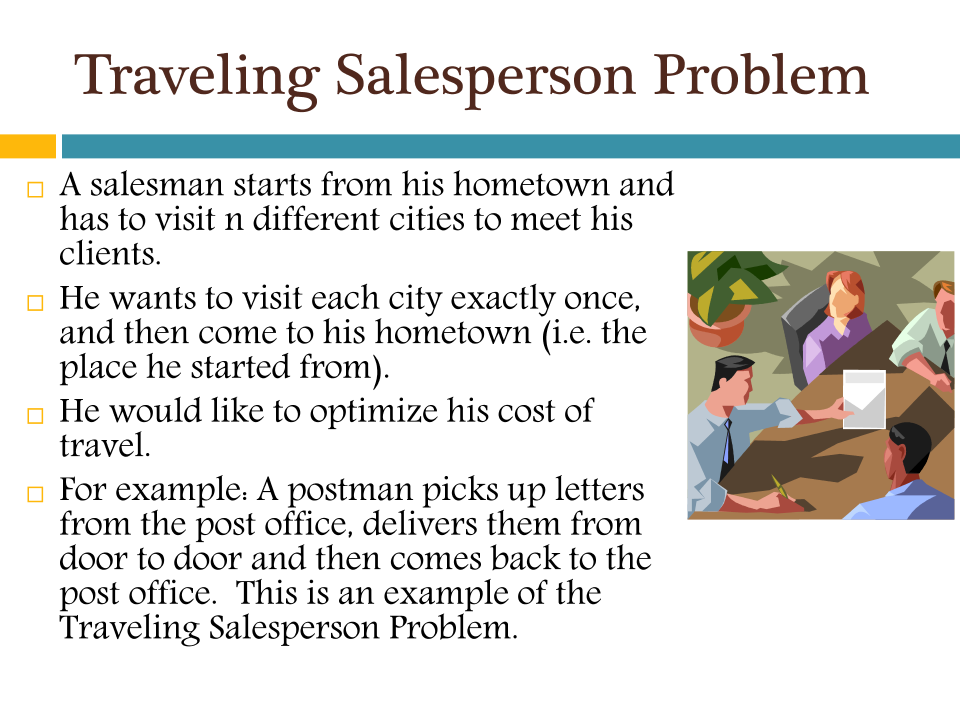 Traveling Salesperson Problem
A salesman starts from his hometown and
has to visit n different cities to meet his
clients.
He wants to visit each city exactly once,
and then come to his hometown (i.e. the
place he started from).
He would like to optimize his cost of
travel.
For example: A postman picks up letters
from the post office, delivers them from
door to door and then comes back to the
post office.  This is an example of the
Traveling Salesperson Problem.